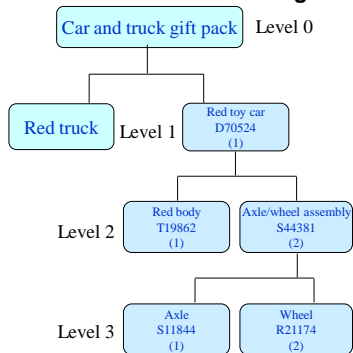 Car and truck gift pack
Level 0
Red truck
Level 1
Red toy car
D70524
(1)
Level 2
Red body
T19862
(1)
Axle/wheel assembly
S44381
(2)
Level 3
Axle
S11844
(1)
Wheel
R21174
(2)